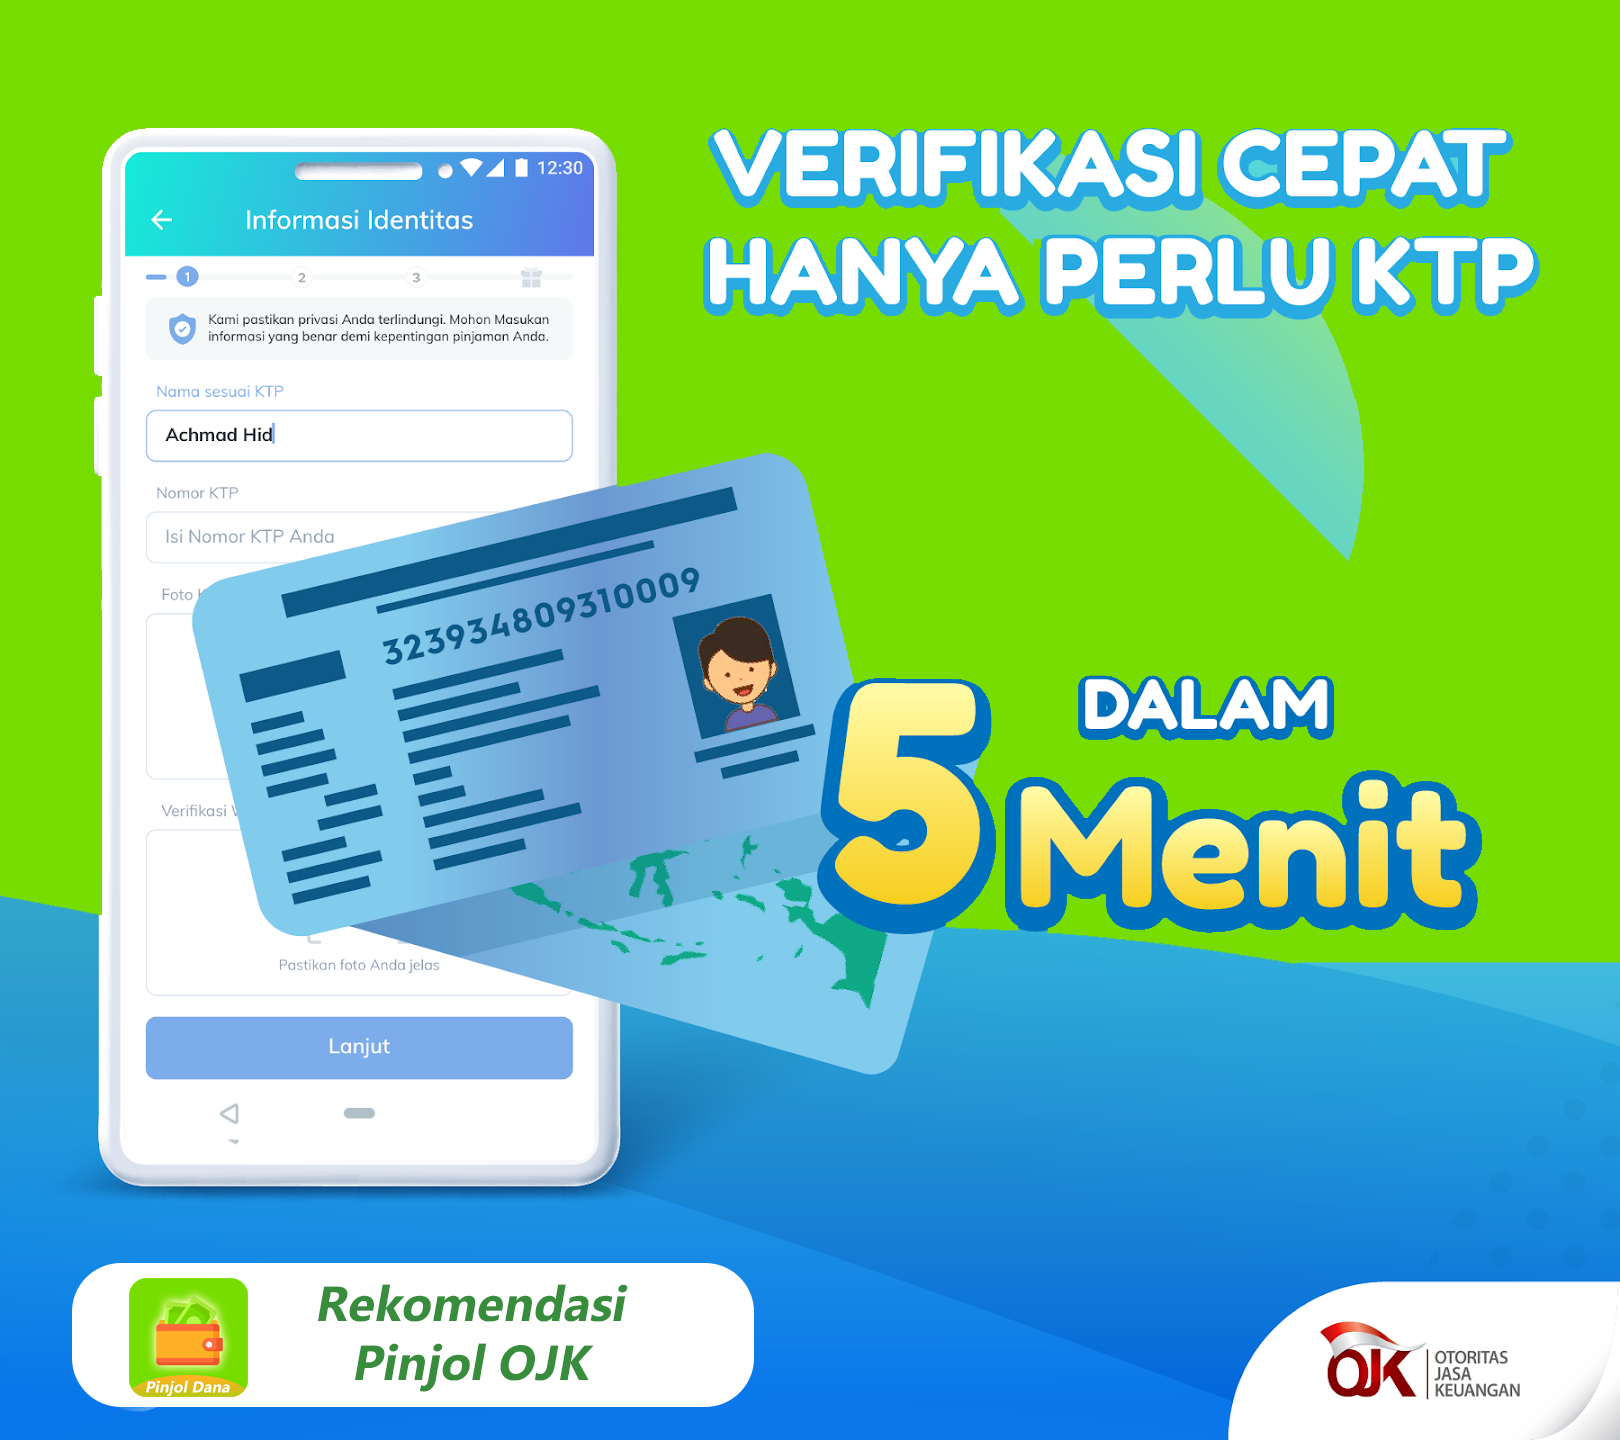 VERIFIKASI CEPAT
HANYA PERLU KTP
12:30
Informasi Identitas
1 2 3
Kami pastikan privasi Anda terlindungi. Mohon Masukan
informasi yang benar demi kepentingan pinjaman Anda.
Nama sesuai KTP
Achmad Hid
Nomor KTP
Isi Nomor KTP Anda
Foto
323934809310009
Verifikasi
Pastikan foto Anda jelas
Lanjut
DALAM
5 Menit
Pinjol Dana
Rekomendasi
Pinjol OJK
OJK
OTORITAS
JASA
KEUANGAN